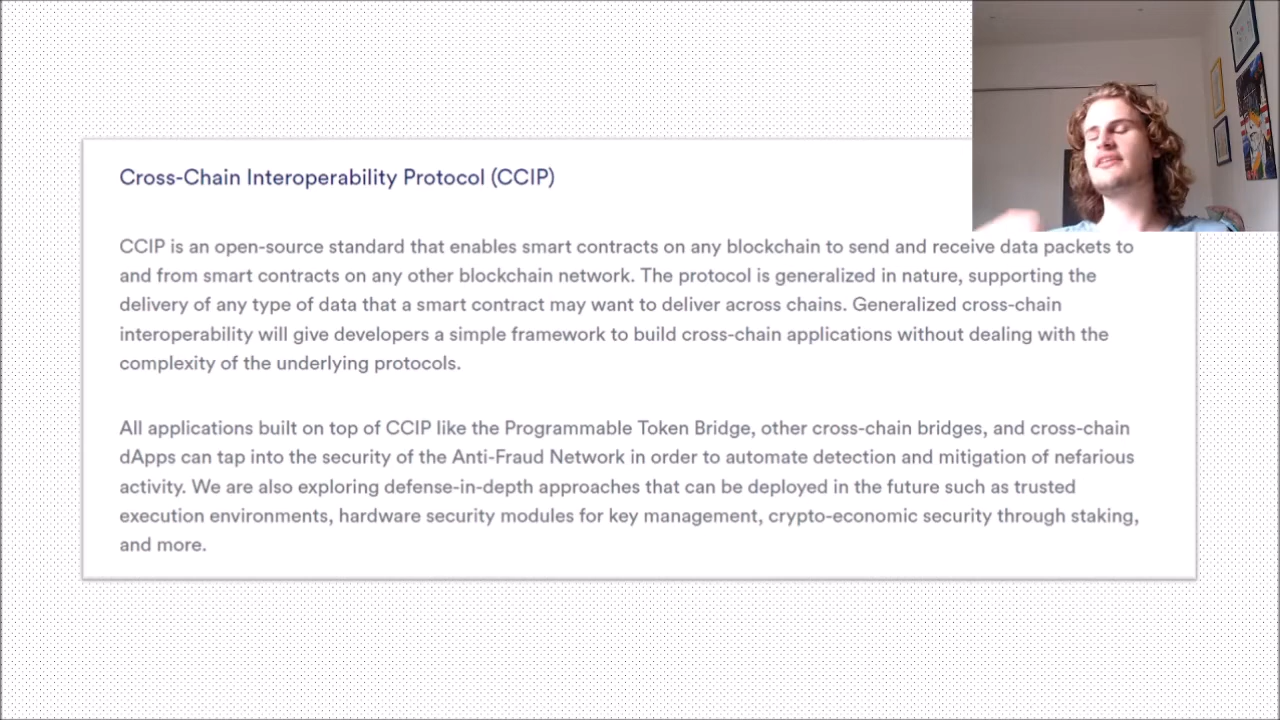 Cross-Chain Interoperability Protocol (CCIP)
CCIP is an open-source standard that enables smart contracts on any blockchain to send and receive data packets to
and from smart contracts on any other blockchain network. The protocol is generalized in nature, supporting the
delivery of any type of data that a smart contract may want to deliver across chains. Generalized cross-chain
interoperability will give developers a simple framework to build cross-chain applications without dealing with the
complexity of the underlying protocols.
All applications built on top of CCIP like the Programmable Token Bridge, other cross-chain bridges, and cross-chain
dApps can tap into the security of the Anti-Fraud Network in order to automate detection and mitigation of nefarious
activity. We are also exploring defense-in-depth approaches that can be deployed in the future such as trusted
execution environments, hardware security modules for key management, crypto-economic security through staking,
and more.